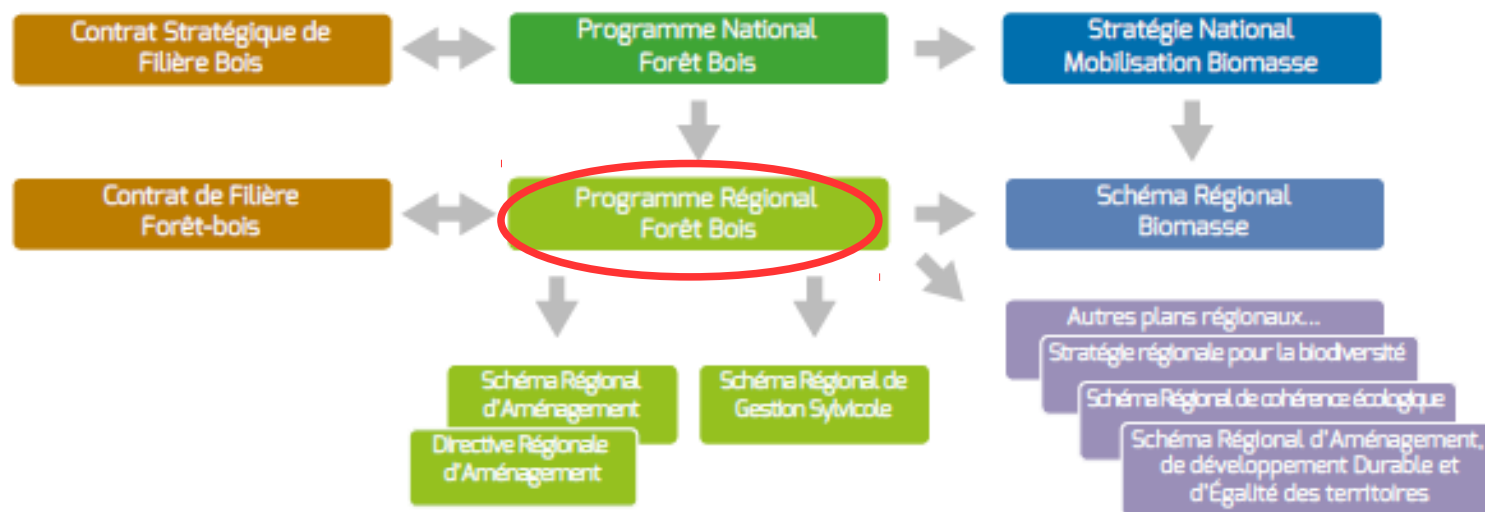 Contrat Stratégique de
Filière Bois
Programme National
Forêt Bois
Stratégie National
Mobilisation Biomasse
Contrat de Filière
Forêt-bois
Programme Régional
Forêt Bois
Schéma Régional
Biomasse
Autres plans régionaux...
Stratégie régionale pour la biodiversité
Schéma Régional de cohérence écologique
Schéma Régional d'Aménagement,
de développement Durable et
d'Égalité des territoires
Schéma Régional
d'Aménagement
Directive Régionale
d'Aménagement
Schéma Régional de
Gestion Sylvicole